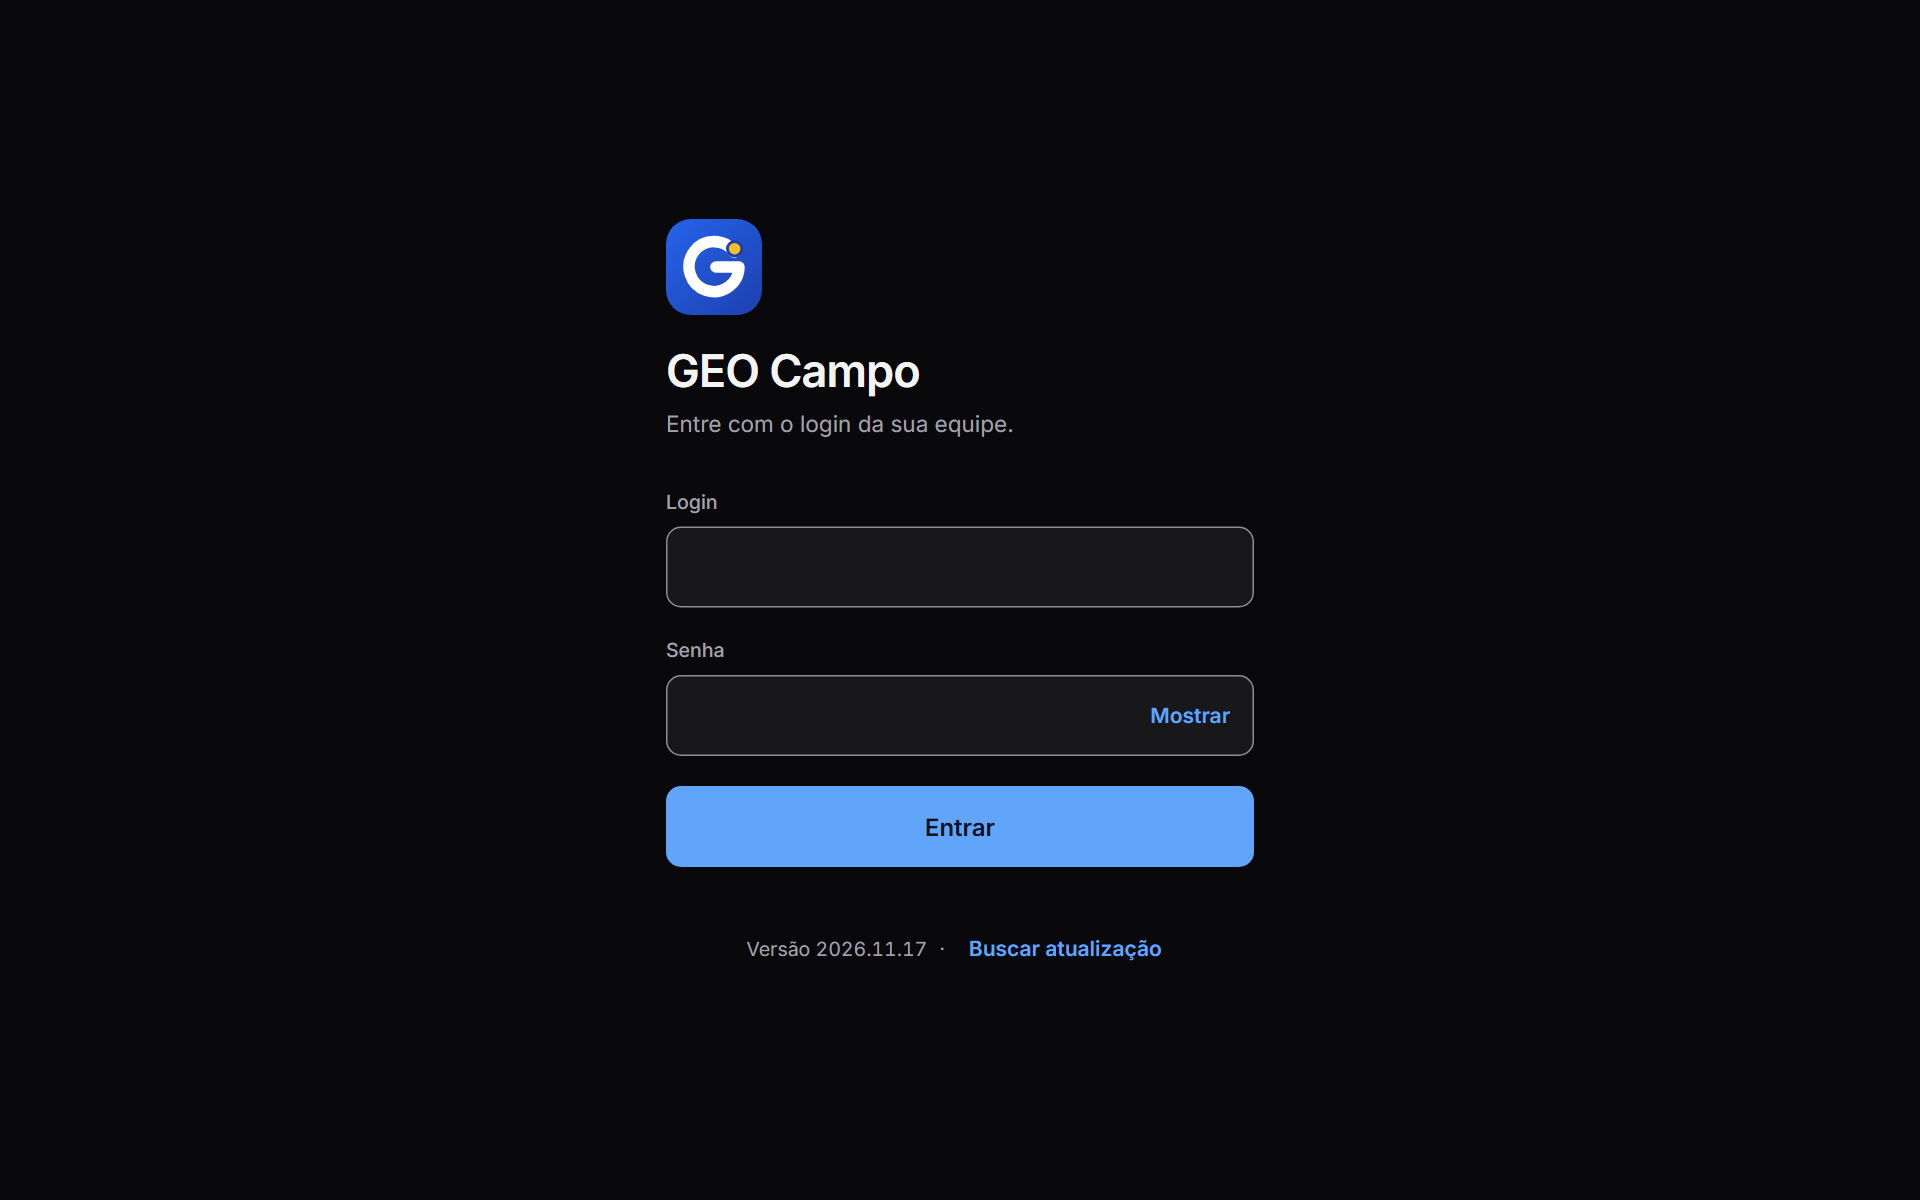 GEO Campo
Entre com o login da sua equipe.
Login
Senha
Mostrar
Entrar
Versão 2026.11.17 · Buscar atualização